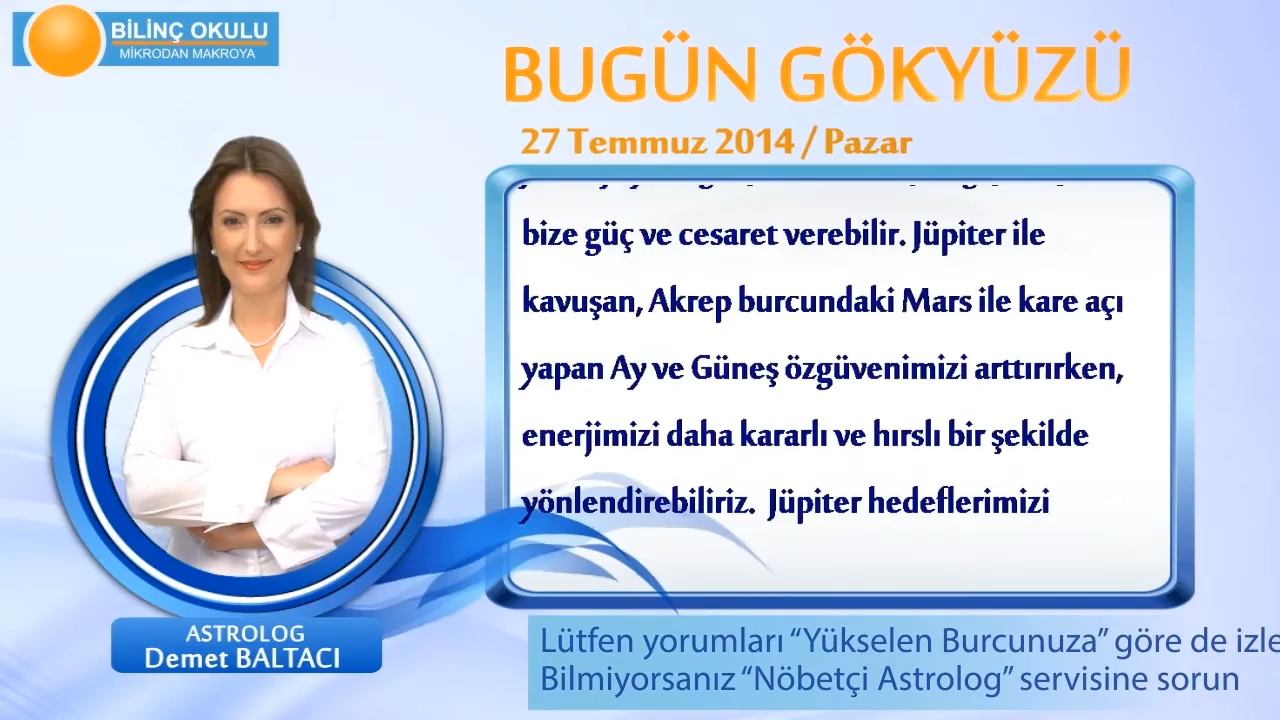 BİLİNÇ OKULU
MİKRODAN MAKROYA
BUGÜN GÖKYÜZÜ
27 Temmuz 2014 / Pazar
bize güç ve cesaret verebilir. Jüpiter ile
kavuşan, Akrep burcundaki Mars ile kare açı
yapan Ay ve Güneş özgüvenimizi arttırırken,
enerjimizi daha kararlı ve hırslı bir şekilde
yönlendirebiliriz.  Jüpiter hedeflerimizi
ASTROLOG
Demet BALTACI
Lütfen yorumları “Yükselen Burcunuza” göre de izle
Bilmiyorsanız “Nöbetçi Astrolog” servisine sorun